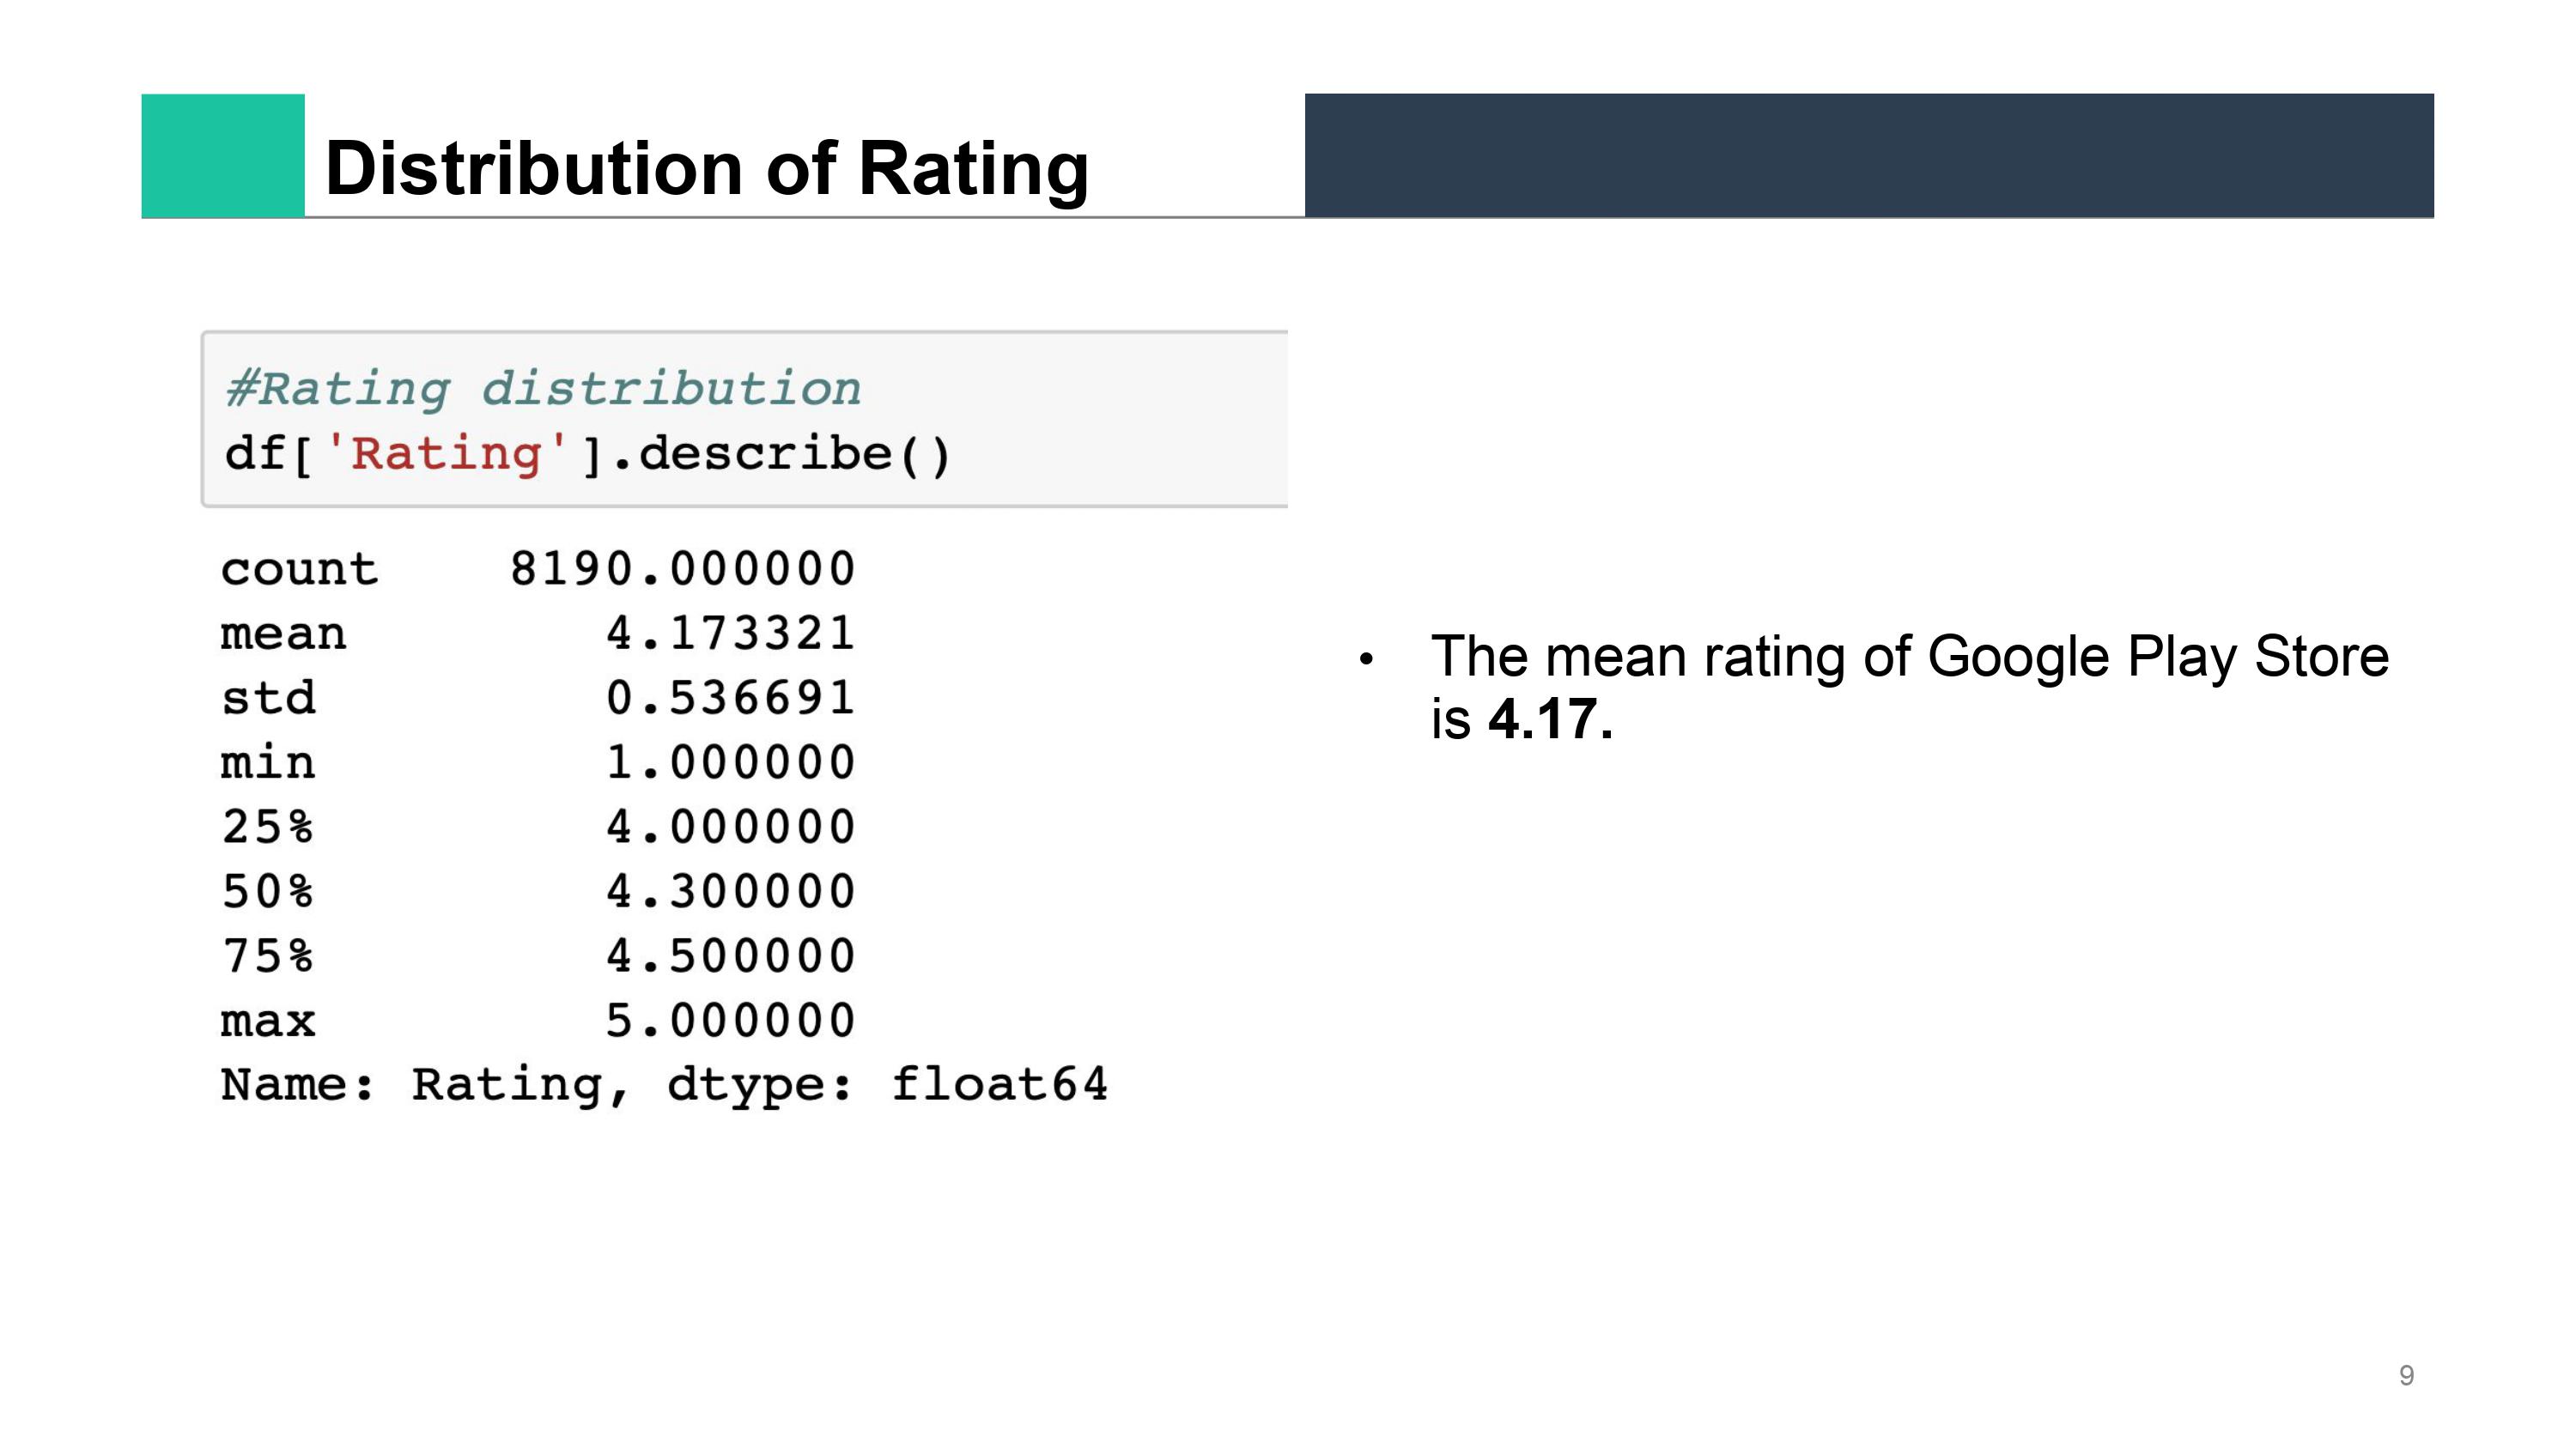 Distribution of Rating
#Rating distribution
df['Rating'].describe()
count 8190.000000
mean 4.173321
std 0.536691
min 1.000000
25% 4.000000
50% 4.300000
75% 4.500000
max 5.000000
Name: Rating, dtype: float64
• The mean rating of Google Play Store
is 4.17.
9